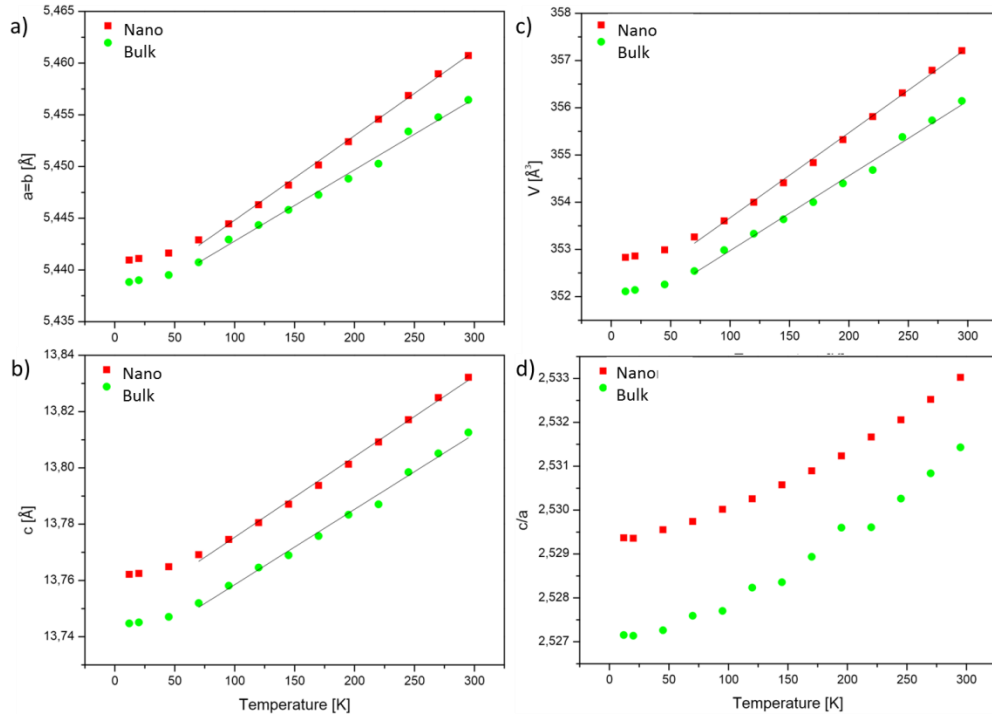 a)
Nano
Bulk
5,465
5,460
5,455
5,450
5,445
5,440
5,435
a=b [Å]
0 50 100 150 200 250 300
c)
Nano
Bulk
358
357
356
355
354
353
352
V [Å³]
0 50 100 150 200 250 300
b)
Nano
Bulk
13,84
13,82
13,80
13,78
13,76
13,74
c [Å]
0 50 100 150 200 250 300
Temperature [K]
d)
Nano
Bulk
2,533
2,532
2,531
2,530
2,529
2,528
2,527
c/a
0 50 100 150 200 250 300
Temperature [K]